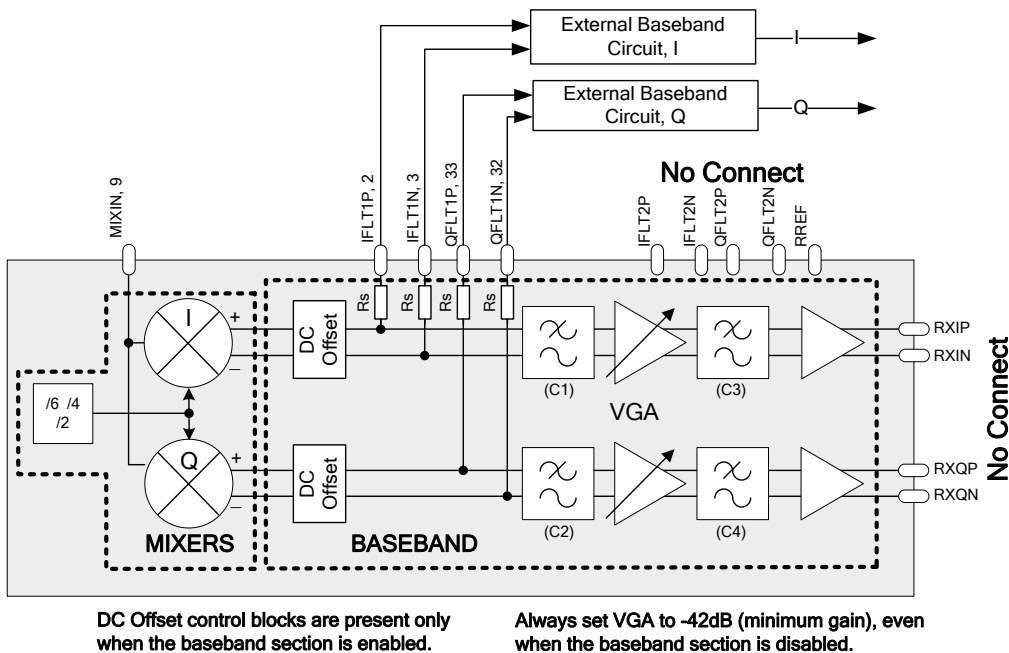 External Baseband
Circuit, I
I
External Baseband
Circuit, Q
Q
No Connect
MIXIN, 9
IFLT1P, 2
IFLT1N, 3
QFLT1P, 33
QFLT1N, 32
IFLT2P
IFLT2N
QFLT2P
QFLT2N
RREF
Rs
Rs
Rs
Rs
I
+
–
DC
Offset
(C1)
VGA
(C3)
RXIP
RXIN
/6 /4
/2
Q
+
–
DC
Offset
(C2)
(C4)
RXQP
RXQN
No Connect
MIXERS
BASEBAND
DC Offset control blocks are present only
when the baseband section is enabled.
Always set VGA to -42dB (minimum gain), even
when the baseband section is disabled.